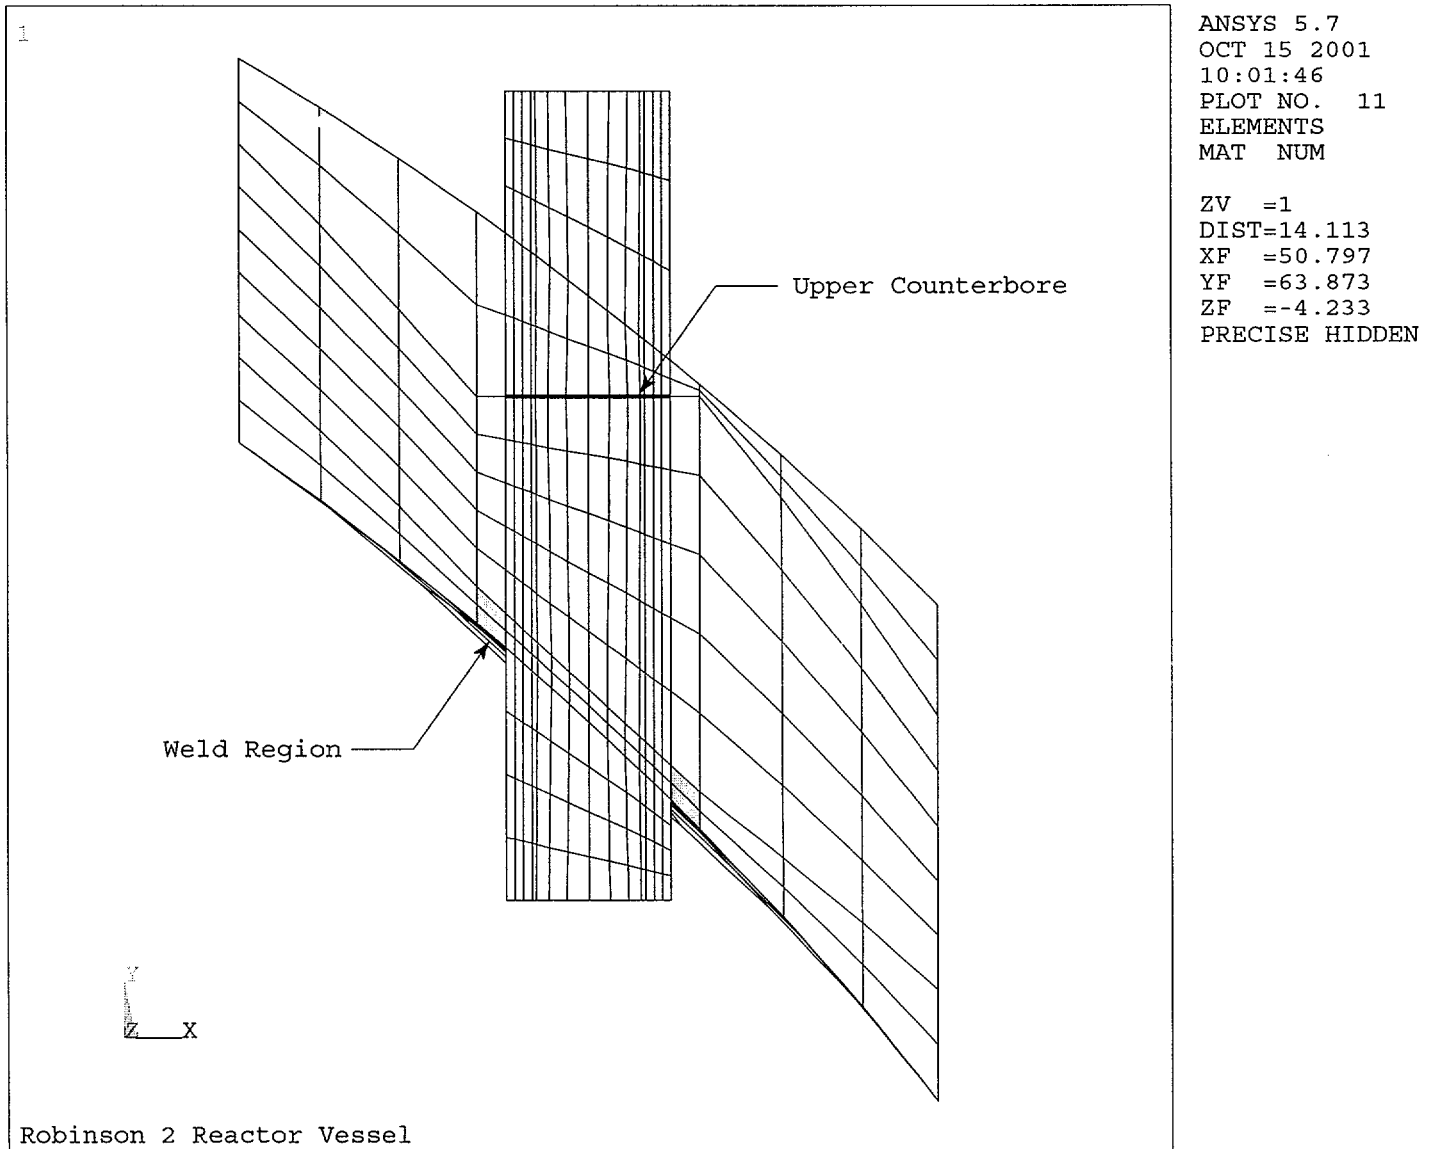 1
ANSYS 5.7
OCT 15 2001
10:01:46
PLOT NO.  11
ELEMENTS
MAT  NUM
ZV  =1
DIST=14.113
XF  =50.797
YF  =63.873
ZF  =-4.233
PRECISE HIDDEN
Upper Counterbore
Weld Region
Y
Z X
Robinson 2 Reactor Vessel